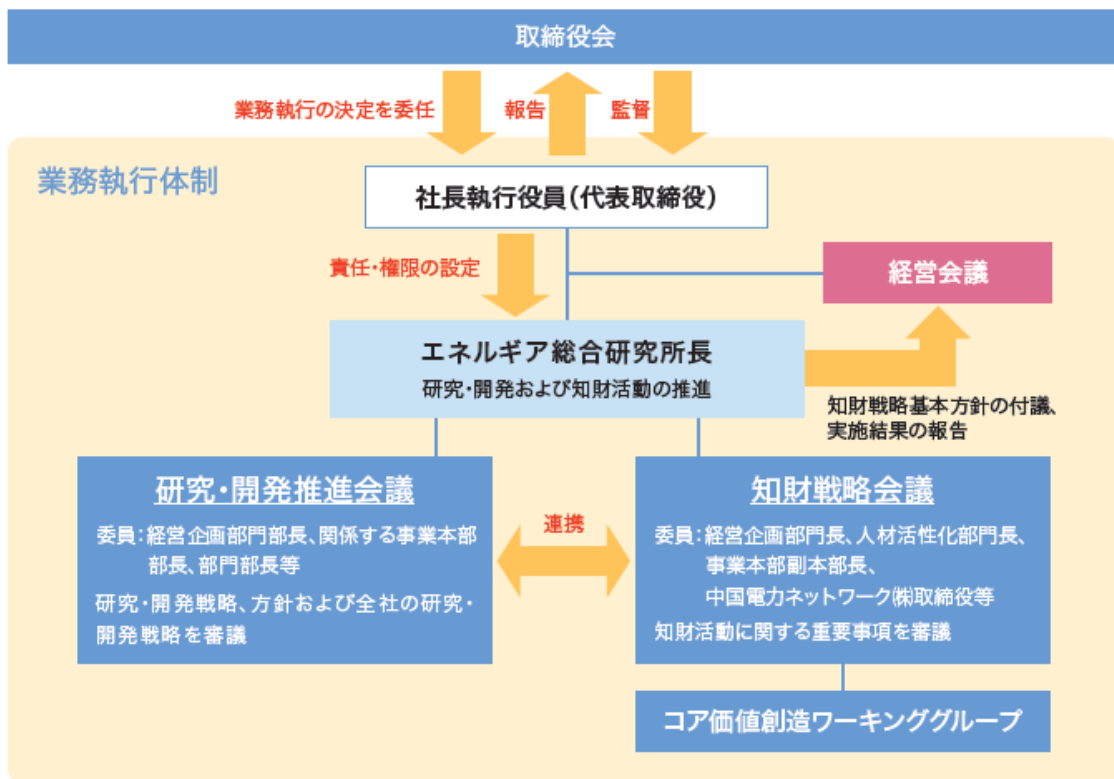 取締役会
業務執行の決定を委任
報告
監督
業務執行体制
社長執行役員(代表取締役)
責任・権限の設定
経営会議
エネルギア総合研究所長
研究・開発および知財活動の推進
知財戦略基本方針の付議、
実施結果の報告
研究・開発推進会議
委員:経営企画部門部長、関係する事業本部
部長、部門部長等
研究・開発戦略、方針および全社の研究・
開発戦略を審議
連携
知財戦略会議
委員:経営企画部門長、人材活性化部門長、
事業本部副本部長、
中国電力ネットワーク㈱取締役等
知財活動に関する重要事項を審議
コア価値創造ワーキンググループ